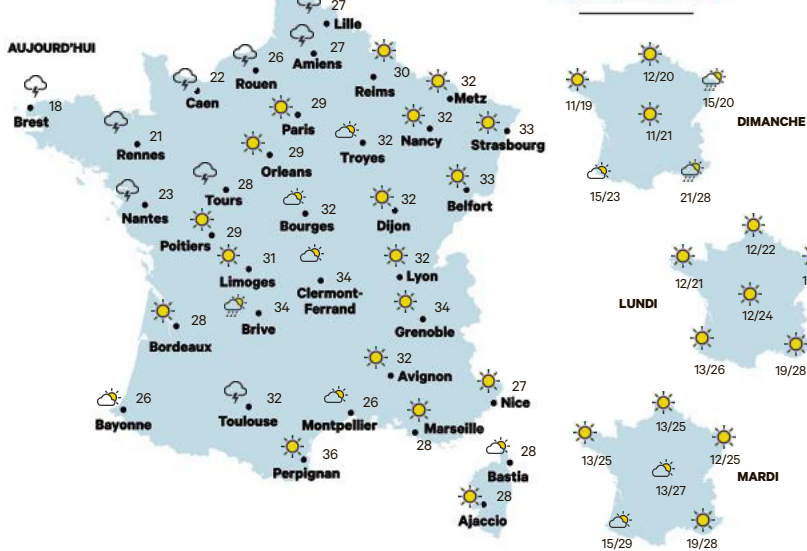 27
Lille
AUJOURD'HUI
27
Amiens
26
Rouen
30
Reims
22
Caen
32
Metz
18
Brest
29
Paris
32
Nancy
33
Strasbourg
21
Rennes
32
Troyes
29
Orleans
28
Tours
33
Belfort
23
Nantes
32
Bourges
32
Dijon
29
Poitiers
31
Limoges
34
Clermont-
Ferrand
32
Lyon
34
Brive
34
Grenoble
28
Bordeaux
32
Avignon
26
Bayonne
32
Toulouse
26
Montpellier
27
Nice
28
Marseille
36
Perpignan
28
Bastia
28
Ajaccio
12/20
11/19
15/20
11/21
DIMANCHE
15/23
21/28
12/22
12/21
12/24
LUNDI
13/26
19/28
13/25
13/25
12/25
13/27
MARDI
15/29
19/28